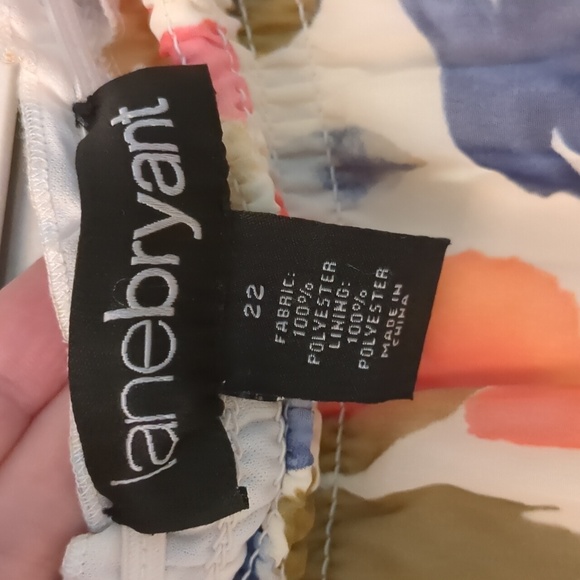 lanebryant
22
FABRIC:
100%
POLYESTER
LINING:
100%
POLYESTER
MADE IN
CHINA